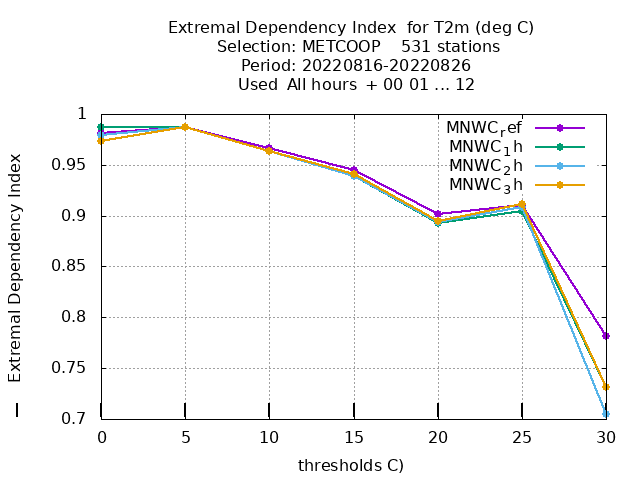 Extremal Dependency Index  for T2m (deg C)
Selection: METCOOP    531 stations
Period: 20220816-20220826
Used  All hours  + 00 01 ... 12
MNWC_ref
MNWC_1h
MNWC_2h
MNWC_3h
Extremal Dependency Index
1
0.95
0.9
0.85
0.8
0.75
0.7
0 5 10 15 20 25 30
thresholds C)